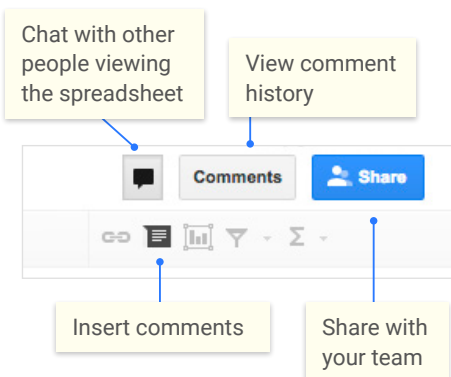 Chat with other
people viewing
the spreadsheet
View comment
history
Comments
Share
Σ
Insert comments
Share with
your team